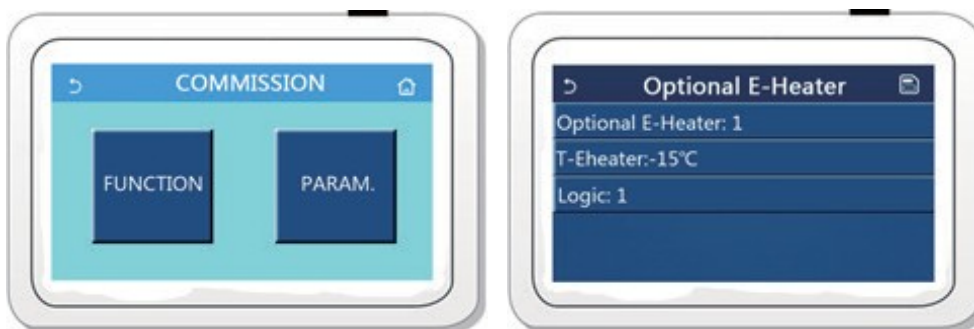 COMMISSION
FUNCTION
PARAM.
Optional E-Heater
Optional E-Heater: 1
T-Eheater:-15℃
Logic: 1